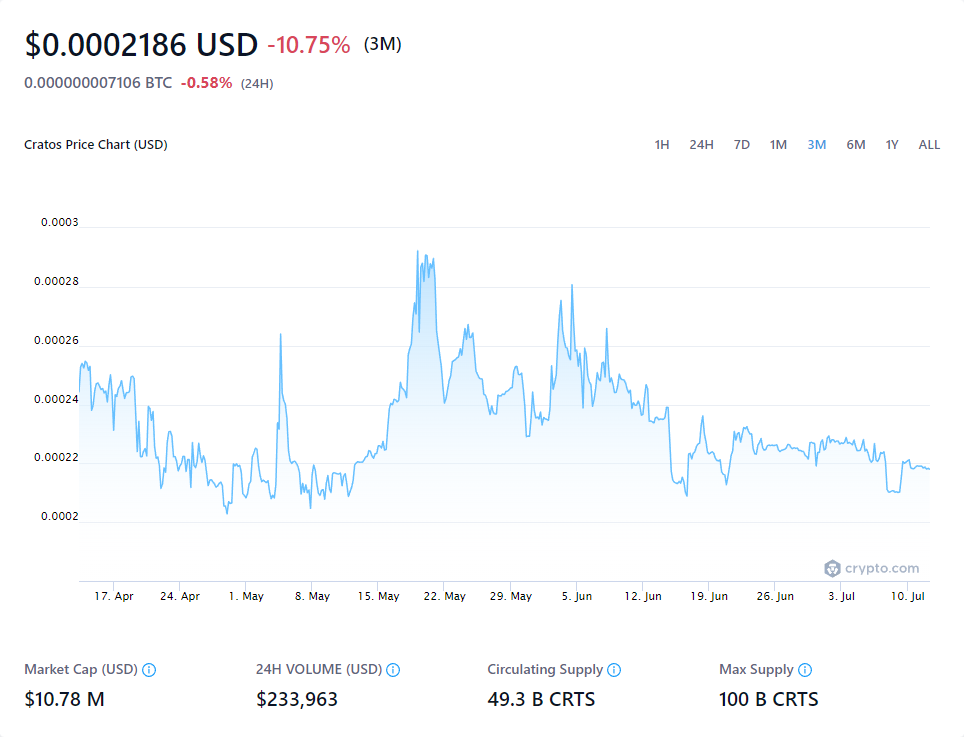 $0.0002186 USD -10.75% (3M)
0.000000007106 BTC -0.58% (24H)
Cratos Price Chart (USD) 1H 24H 7D 1M 3M 6M 1Y ALL
0.0003
0.00028
0.00026
0.00024
0.00022
0.0002
crypto.com
17. Apr 24. Apr 1. May 8. May 15. May 22. May 29. May 5. Jun 12. Jun 19. Jun 26. Jun 3. Jul 10. Jul
Market Cap (USD) 24H VOLUME (USD) Circulating Supply Max Supply
$10.78 M $233,963 49.3 B CRTS 100 B CRTS